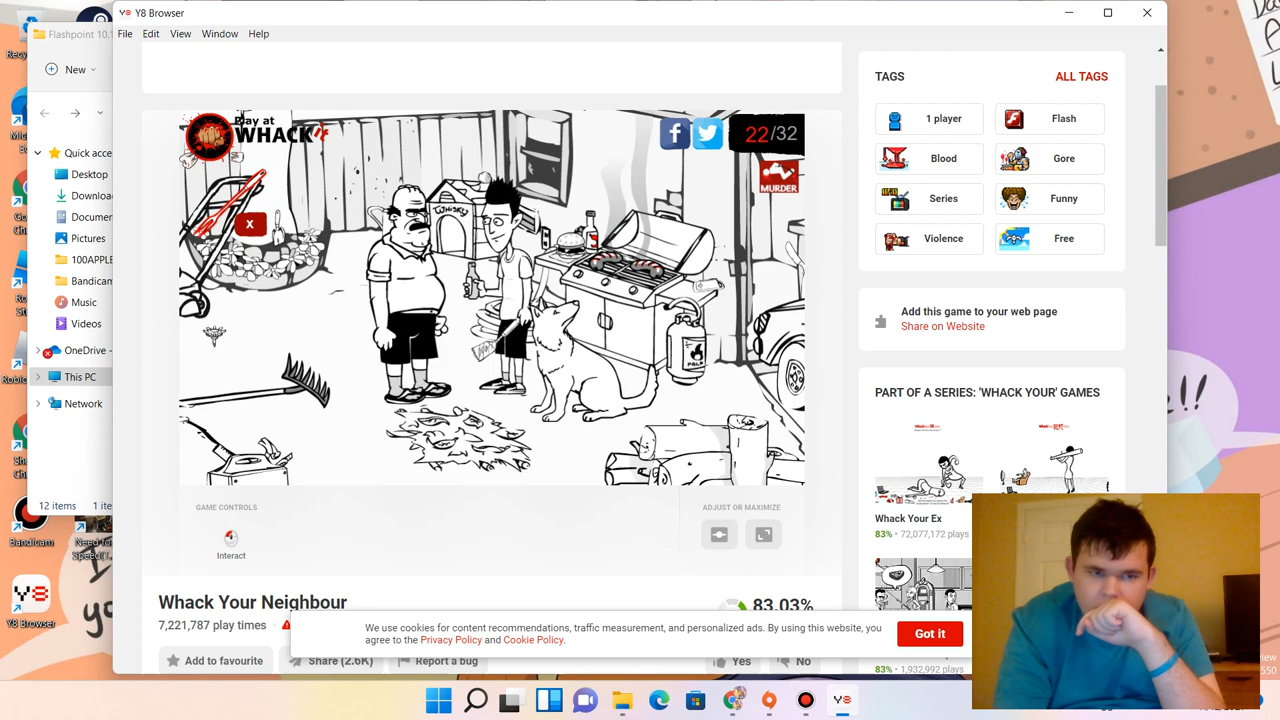 Y8 Browser
File Edit View Window Help
Flashpoint 10.1
New
Quick access
Desktop
Downloa
Documen
Pictures
100APPLE
Bandicam
Music
Videos
OneDrive -
This PC
Network
12 items
Bandicam
Need for
Speed(T...
Y8 Browser
Play at
WHACKit
22/32
MURDER
X
WHISKY
GAME CONTROLS
Interact
ADJUST OR MAXIMIZE
Whack Your Neighbour
7,221,787 play times
83.03%
Add to favourite
Share (2.6K)
Report a bug
Yes
No
We use cookies for content recommendations, traffic measurement, and personalized ads. By using this website, you
agree to the Privacy Policy and Cookie Policy.
Got it
TAGS
ALL TAGS
1 player
Flash
Blood
Gore
Series
Funny
Violence
Free
Add this game to your web page
Share on Website
PART OF A SERIES: 'WHACK YOUR' GAMES
Whack Your Ex
83% • 72,077,172 plays
83% • 1,932,992 plays